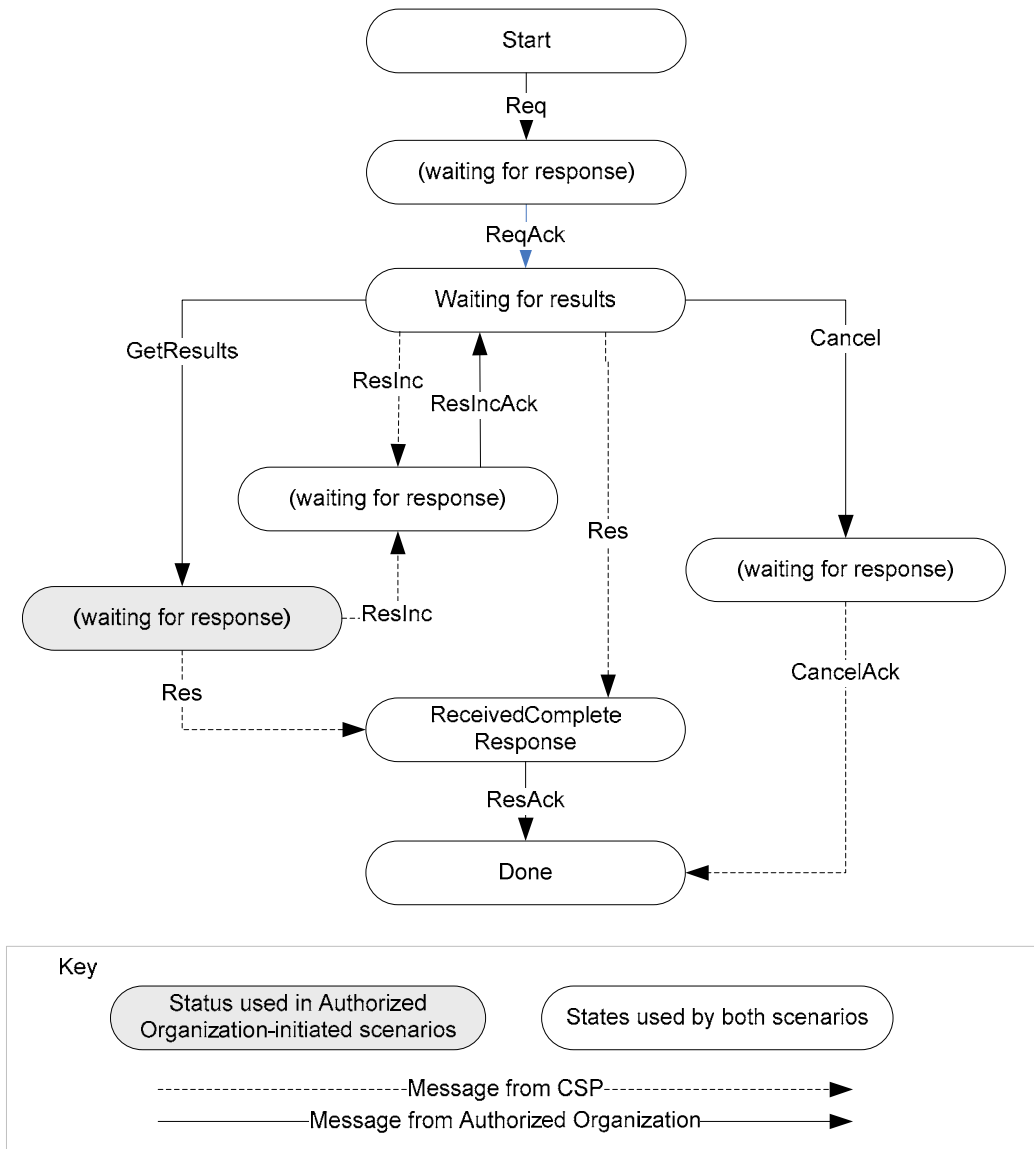 Start
Req
(waiting for response)
ReqAck
Waiting for results
GetResults
Cancel
ResInc
ResIncAck
(waiting for response)
Res
(waiting for response)
(waiting for response)
ResInc
CancelAck
Res
ReceivedComplete
Response
ResAck
Done
Key
Status used in Authorized
Organization-initiated scenarios
States used by both scenarios
Message from CSP
Message from Authorized Organization